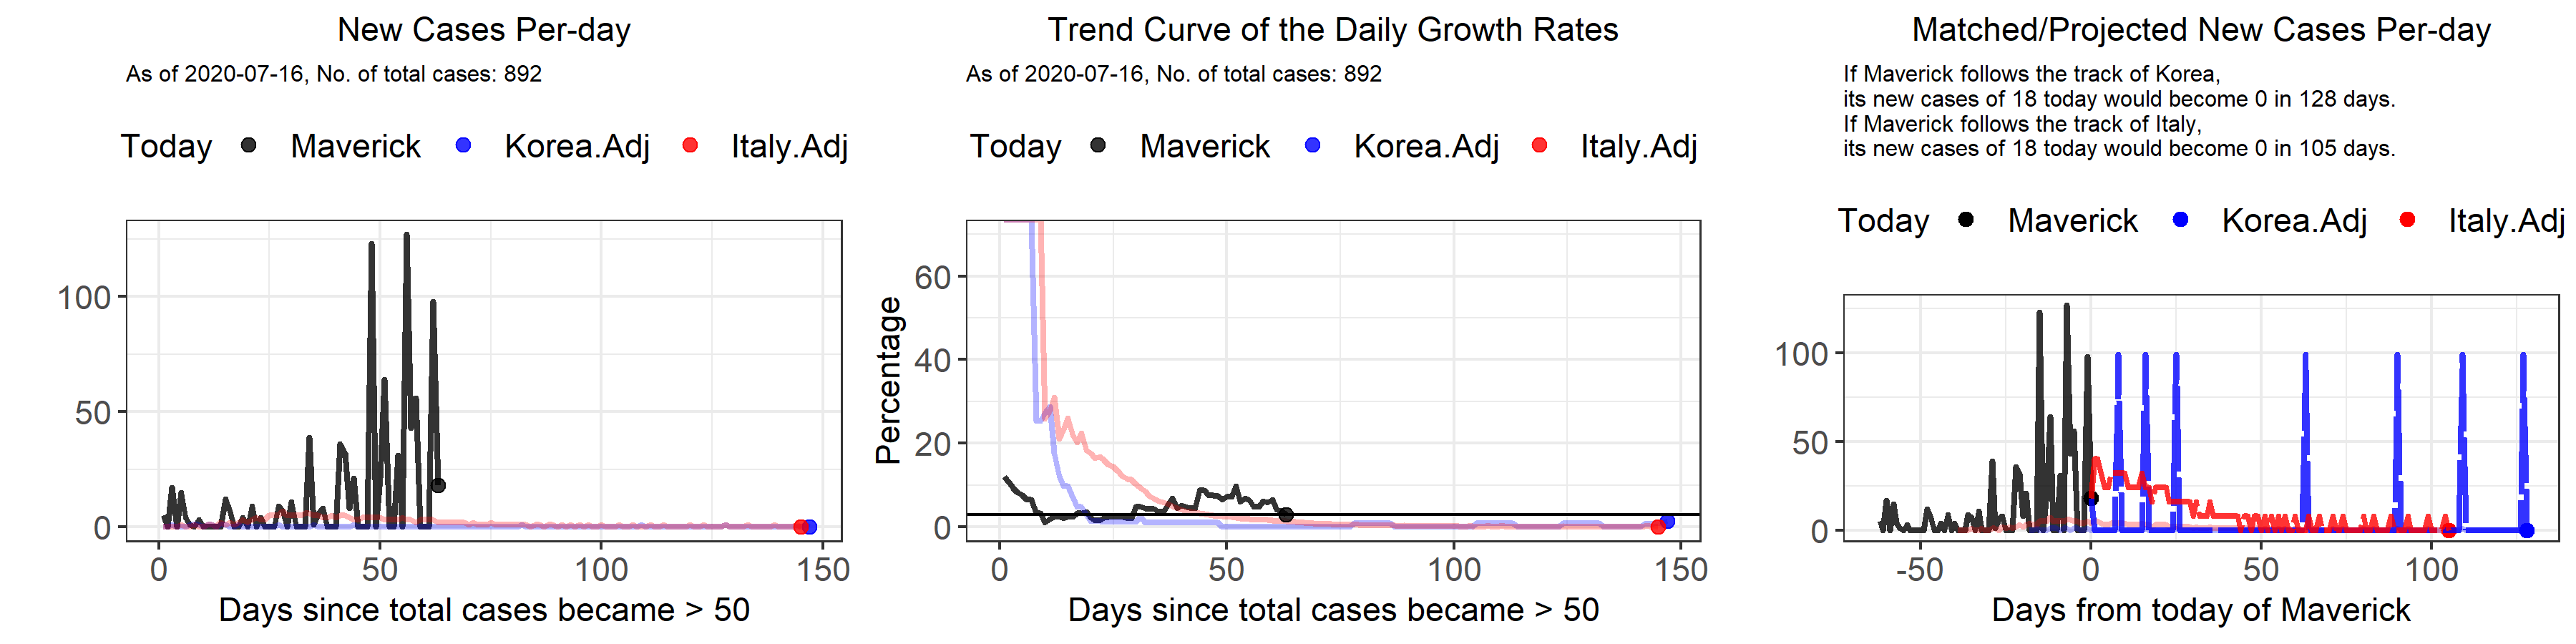 New Cases Per-day
As of 2020-07-16, No. of total cases: 892
Today Maverick Korea.Adj Italy.Adj
100
50
0
0 50 100 150
Days since total cases became > 50
Trend Curve of the Daily Growth Rates
As of 2020-07-16, No. of total cases: 892
Today Maverick Korea.Adj Italy.Adj
Percentage
60
40
20
0
0 50 100 150
Days since total cases became > 50
Matched/Projected New Cases Per-day
If Maverick follows the track of Korea,
its new cases of 18 today would become 0 in 128 days.
If Maverick follows the track of Italy,
its new cases of 18 today would become 0 in 105 days.
Today Maverick Korea.Adj Italy.Adj
100
50
0
-50 0 50 100
Days from today of Maverick